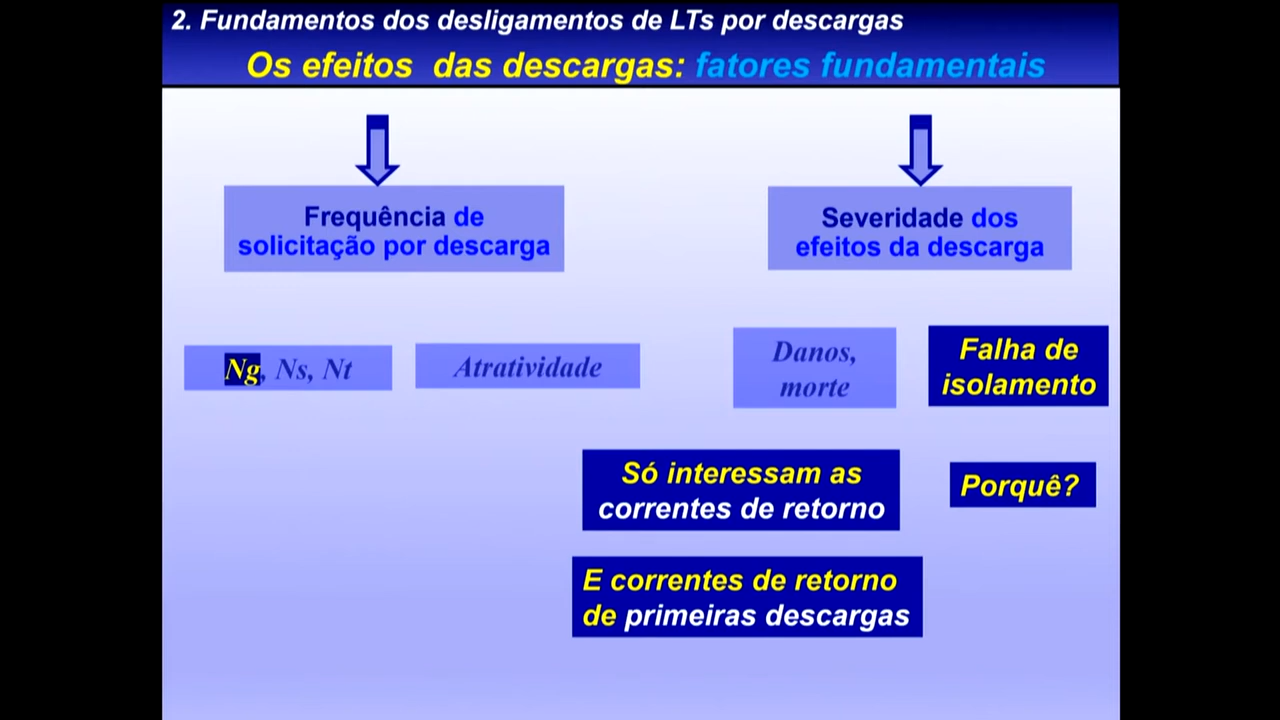 2. Fundamentos dos desligamentos de LTs por descargas
Os efeitos das descargas: fatores fundamentais
Frequência de
solicitação por descarga
Severidade dos
efeitos da descarga
Ng, Ns, Nt
Atratividade
Danos,
morte
Falha de
isolamento
Só interessam as
correntes de retorno
Porquê?
E correntes de retorno
de primeiras descargas